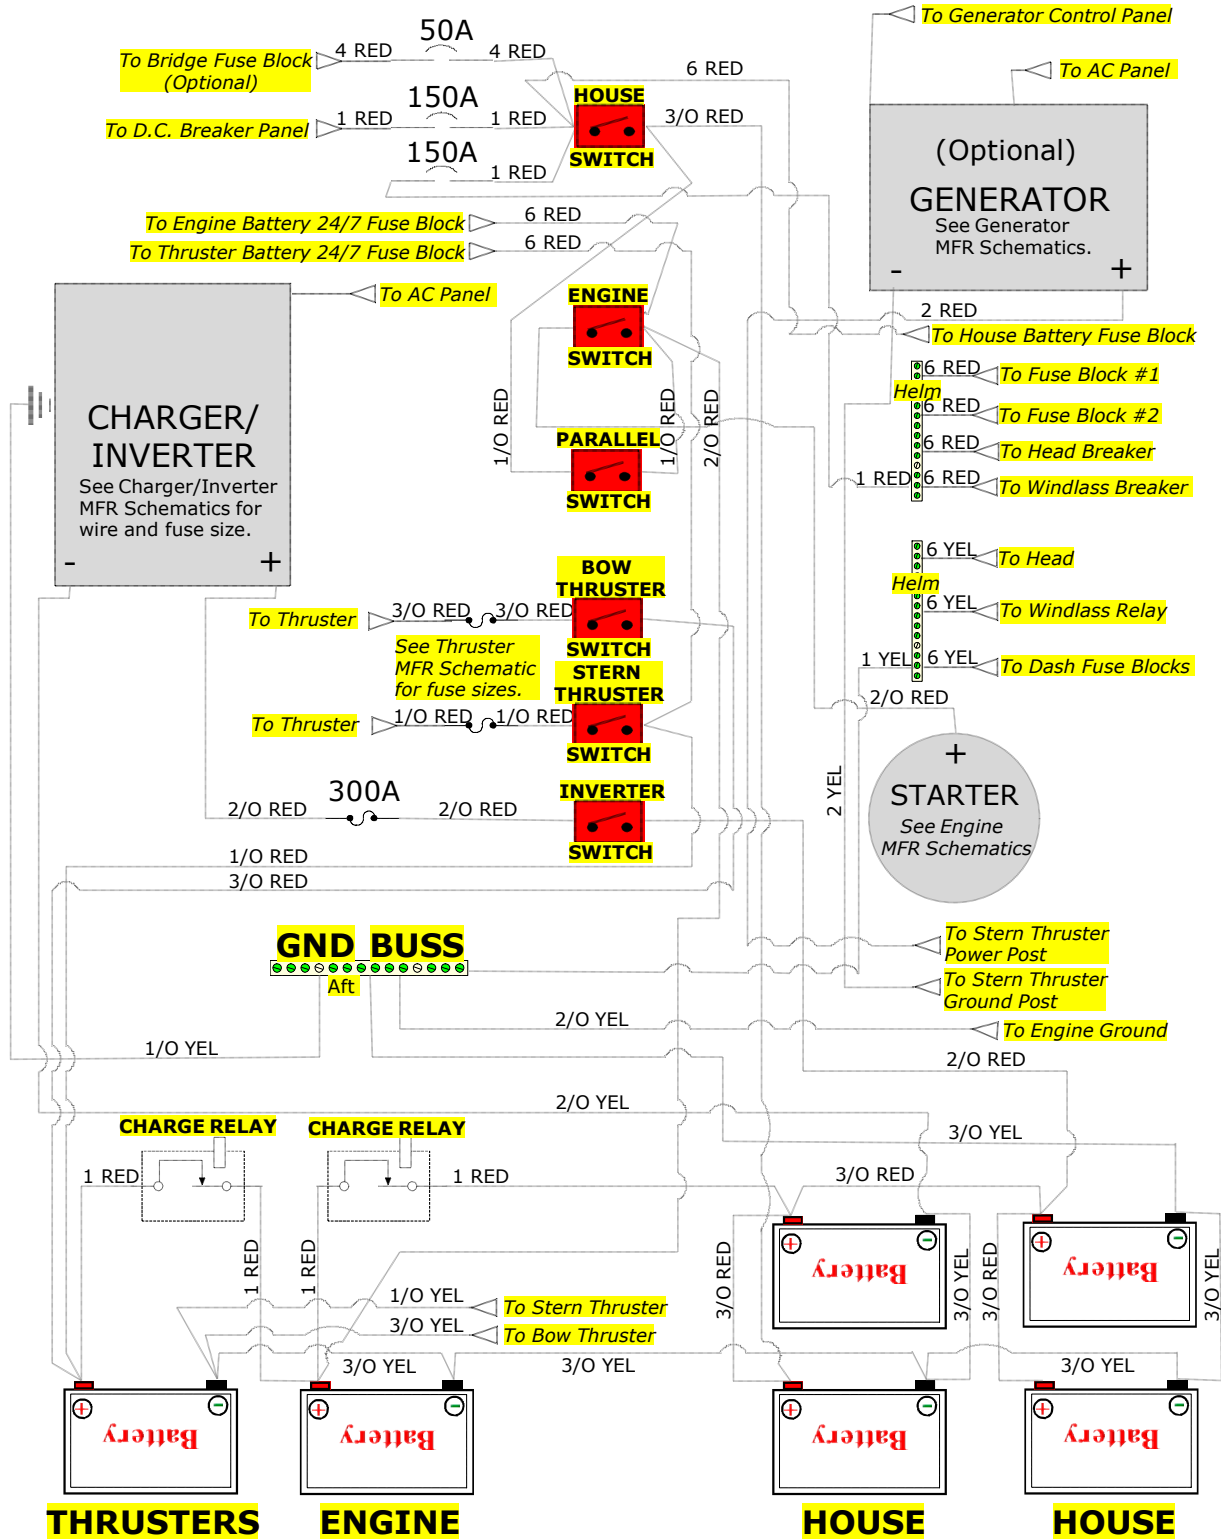 To Generator Control Panel
50A
4 RED
4 RED
To Bridge Fuse Block
(Optional)
6 RED
To AC Panel
HOUSE
150A
1 RED
1 RED
3/O RED
To D.C. Breaker Panel
SWITCH
150A
1 RED
(Optional)
GENERATOR
See Generator
MFR Schematics.
-
+
To Engine Battery 24/7 Fuse Block
6 RED
To Thruster Battery 24/7 Fuse Block
6 RED
To AC Panel
ENGINE
SWITCH
2 RED
To House Battery Fuse Block
6 RED
To Fuse Block #1
Helm
6 RED
To Fuse Block #2
6 RED
To Head Breaker
1 RED
6 RED
To Windlass Breaker
CHARGER/
INVERTER
See Charger/Inverter
MFR Schematics for
wire and fuse size.
-
+
1/O RED
PARALLEL
1/O RED
2/O RED
SWITCH
6 YEL
To Head
Helm
6 YEL
To Windlass Relay
1 YEL
6 YEL
To Dash Fuse Blocks
BOW
THRUSTER
To Thruster
3/O RED
3/O RED
SWITCH
See Thruster
MFR Schematic
for fuse sizes.
STERN
THRUSTER
To Thruster
1/O RED
1/O RED
SWITCH
2/O RED
+
STARTER
See Engine
MFR Schematics
2 YEL
300A
INVERTER
2/O RED
2/O RED
SWITCH
1/O RED
3/O RED
GND BUSS
Aft
To Stern Thruster
Power Post
To Stern Thruster
Ground Post
2/O YEL
To Engine Ground
1/O YEL
2/O RED
2/O YEL
CHARGE RELAY
CHARGE RELAY
3/O YEL
1 RED
1 RED
3/O RED
1 RED
1 RED
3/O RED
3/O YEL
3/O RED
3/O YEL
+
-
Battery
+
-
Battery
1/O YEL
To Stern Thruster
3/O YEL
To Bow Thruster
3/O YEL
3/O YEL
3/O YEL
+
-
Battery
+
-
Battery
+
-
Battery
+
-
Battery
THRUSTERS
ENGINE
HOUSE
HOUSE